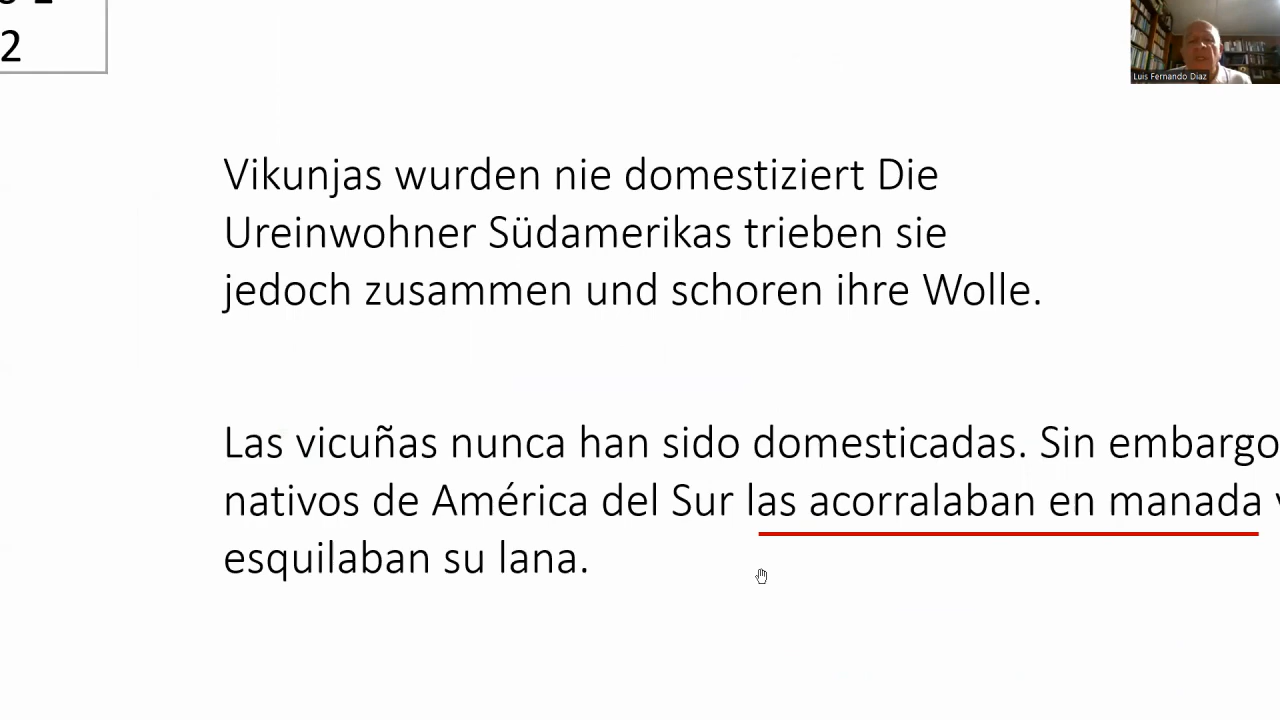 2
Luis Fernando Diaz
Vikunjas wurden nie domestiziert Die
Ureinwohner Südamerikas trieben sie
jedoch zusammen und schoren ihre Wolle.
Las vicuñas nunca han sido domesticadas. Sin embargo
nativos de América del Sur las acorralaban en manada
esquilaban su lana.